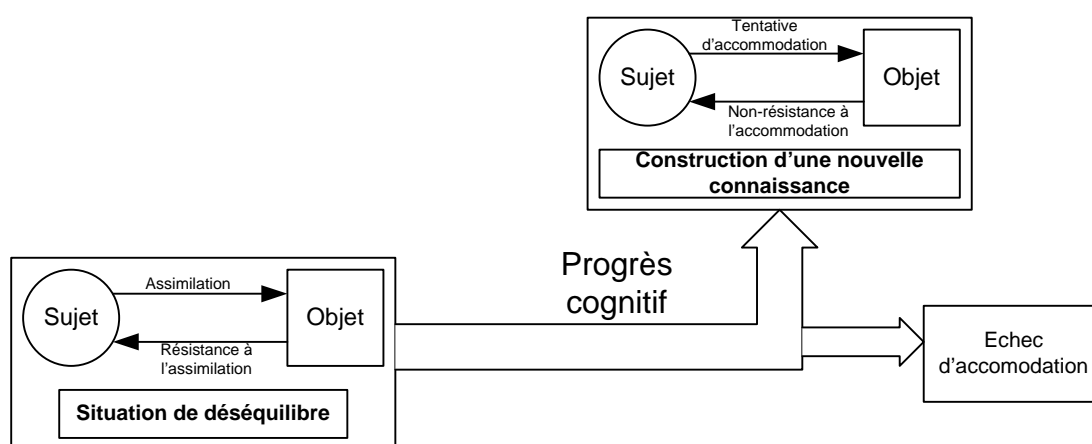 Tentative
d'accommodation
Sujet
Objet
Non-résistance à
l'accommodation
Construction d'une nouvelle
connaissance
Progrès
cognitif
Assimilation
Sujet
Objet
Résistance à
l'assimilation
Situation de déséquilibre
Echec
d'accomodation